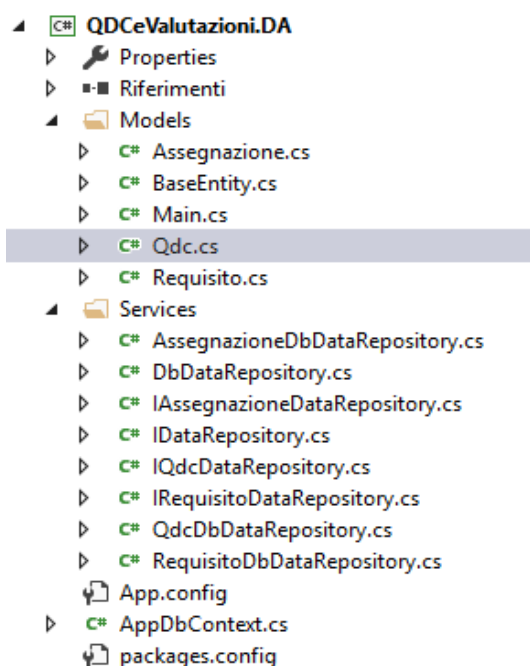 C# QDCeValutazioni.DA
Properties
Riferimenti
Models
C# Assegnazione.cs
C# BaseEntity.cs
C# Main.cs
C# Qdc.cs
C# Requisito.cs
Services
C# AssegnazioneDbDataRepository.cs
C# DbDataRepository.cs
C# IAssegnazioneDataRepository.cs
C# IDataRepository.cs
C# IQdcDataRepository.cs
C# IRequisitoDataRepository.cs
C# QdcDbDataRepository.cs
C# RequisitoDbDataRepository.cs
App.config
C# AppDbContext.cs
packages.config